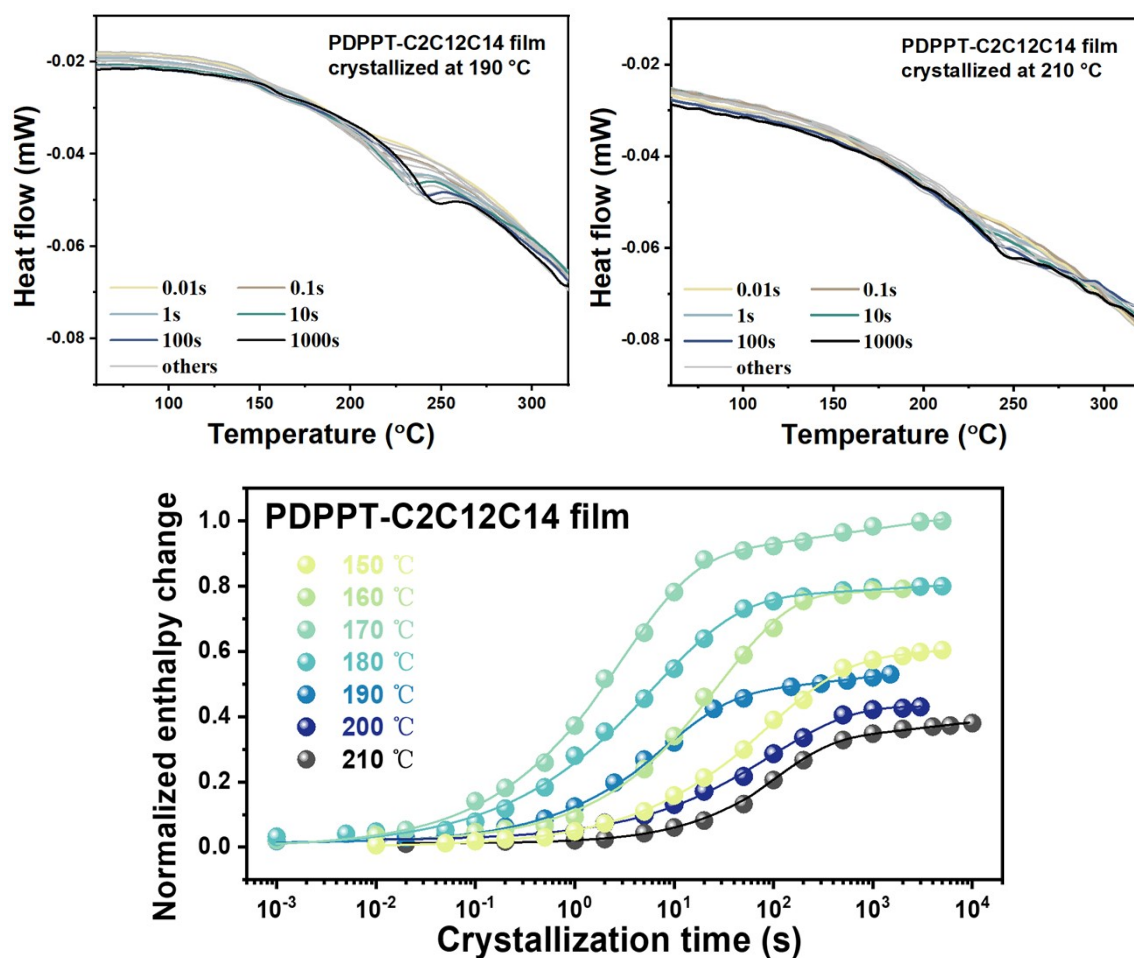 PDPPT-C2C12C14 film
crystallized at 190 °C
Heat flow (mW)
-0.02
-0.04
-0.06
-0.08
0.01s
0.1s
1s
10s
100s
1000s
others
50
100
150
200
250
300
Temperature (°C)
PDPPT-C2C12C14 film
crystallized at 210 °C
Heat flow (mW)
-0.02
-0.04
-0.06
-0.08
0.01s
0.1s
1s
10s
100s
1000s
others
100
150
200
250
300
Temperature (°C)
PDPPT-C2C12C14 film
Normalized enthalpy change
1.0
0.8
0.6
0.4
0.2
0.0
150 ℃
160 ℃
170 ℃
180 ℃
190 ℃
200 ℃
210 ℃
10⁻³ 10⁻² 10⁻¹ 10⁰ 10¹ 10² 10³ 10⁴
Crystallization time (s)